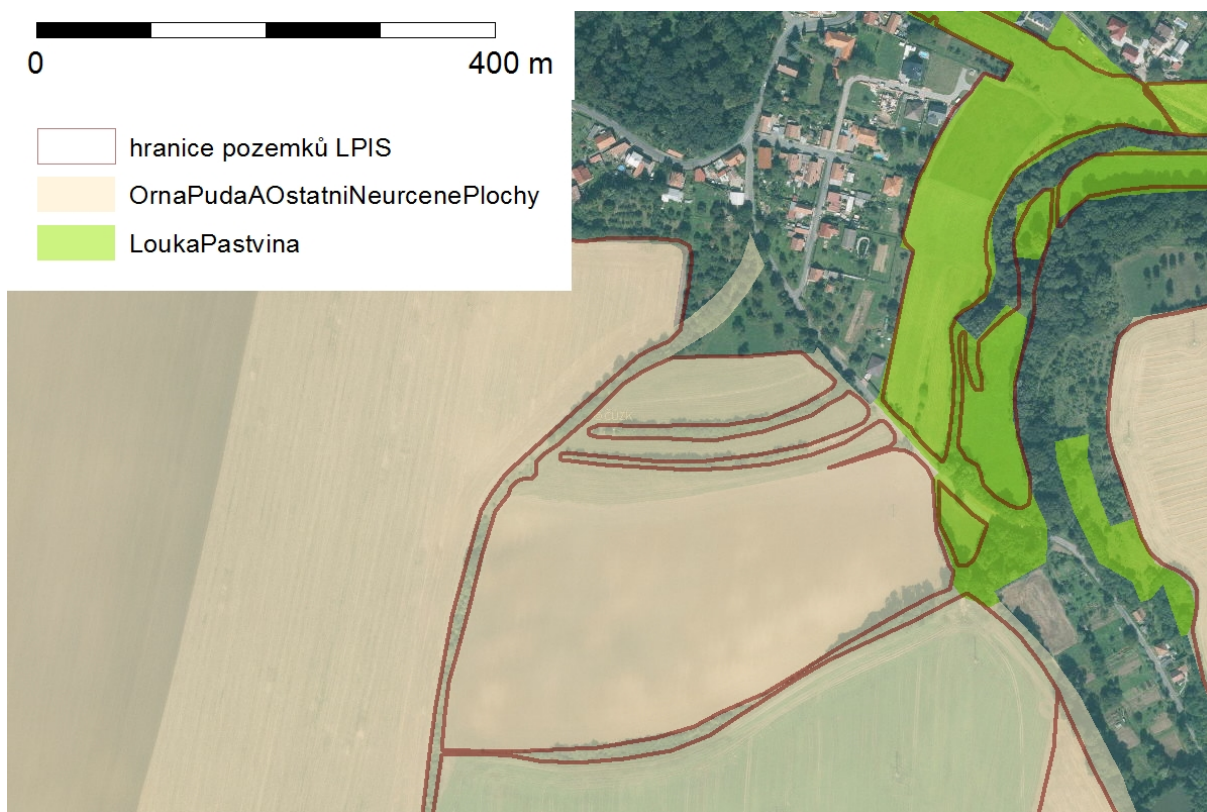 0 400 m
hranice pozemků LPIS
OrnaPudaAOstatniNeurcenePlochy
LoukaPastvina